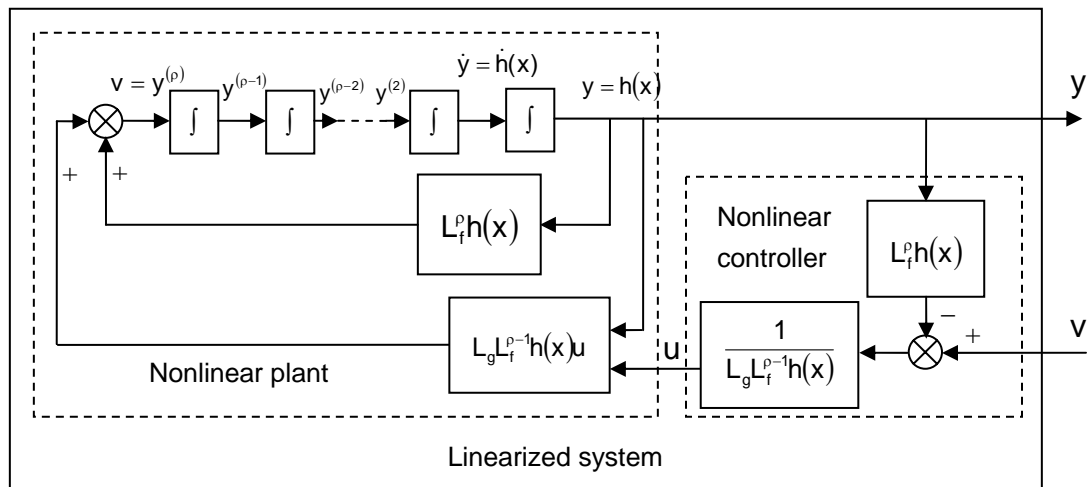 ẏ = ḣ(x)
v = y^(ρ) y^(ρ−1) y^(ρ−2) y^(2) y = h(x) y
∫ ∫ ∫ ∫
+ +
L_f^ρ h(x)
Nonlinear
controller
L_f^ρ h(x)
− +
v
L_g L_f^{ρ−1} h(x)u
u
1 / L_g L_f^{ρ−1} h(x)
Nonlinear plant
Linearized system